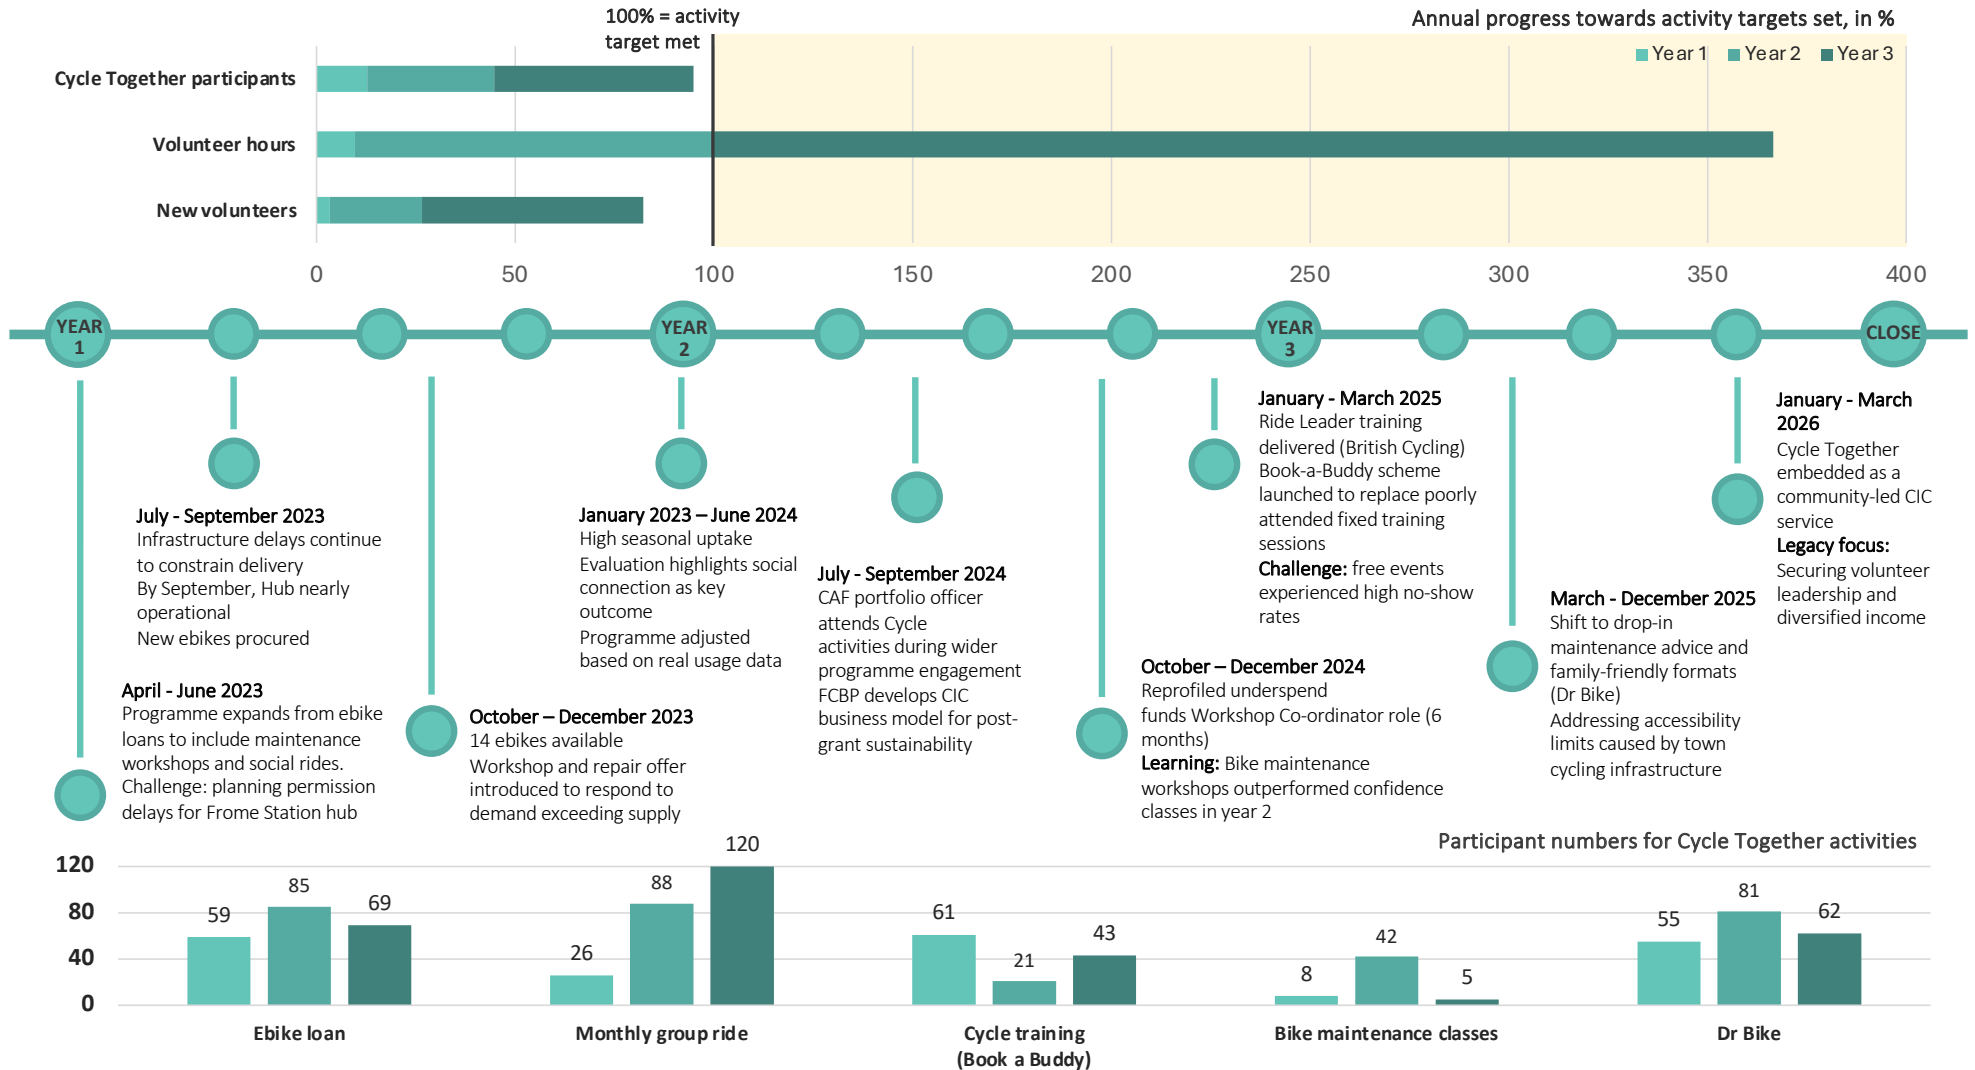 100% = activity
target met
Annual progress towards activity targets set, in %
Year 1 Year 2 Year 3
Cycle Together participants
Volunteer hours
New volunteers
0 50 100 150 200 250 300 350 400
YEAR
1
YEAR
2
YEAR
3
CLOSE
April - June 2023
Programme expands from ebike
loans to include maintenance
workshops and social rides.
Challenge: planning permission
delays for Frome Station hub
July - September 2023
Infrastructure delays continue
to constrain delivery
By September, Hub nearly
operational
New ebikes procured
October – December 2023
14 ebikes available
Workshop and repair offer
introduced to respond to
demand exceeding supply
January 2023 – June 2024
High seasonal uptake
Evaluation highlights social
connection as key
outcome
Programme adjusted
based on real usage data
July - September 2024
CAF portfolio officer
attends Cycle
activities during wider
programme engagement
FCBP develops CIC
business model for post-
grant sustainability
October – December 2024
Reprofiled underspend
funds Workshop Co-ordinator role (6
months)
Learning: Bike maintenance
workshops outperformed confidence
classes in year 2
January - March 2025
Ride Leader training
delivered (British Cycling)
Book-a-Buddy scheme
launched to replace poorly
attended fixed training
sessions
Challenge: free events
experienced high no-show
rates
March - December 2025
Shift to drop-in
maintenance advice and
family-friendly formats
(Dr Bike)
Addressing accessibility
limits caused by town
cycling infrastructure
January - March
2026
Cycle Together
embedded as a
community-led CIC
service
Legacy focus:
Securing volunteer
leadership and
diversified income
Participant numbers for Cycle Together activities
120
80
40
0
59 85 69
26 88 120
61 21 43
8 42 5
55 81 62
Ebike loan
Monthly group ride
Cycle training
(Book a Buddy)
Bike maintenance classes
Dr Bike